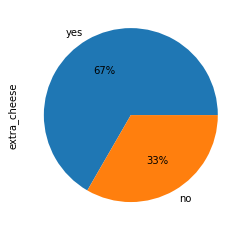 yes
67%
extra_cheese
33%
no